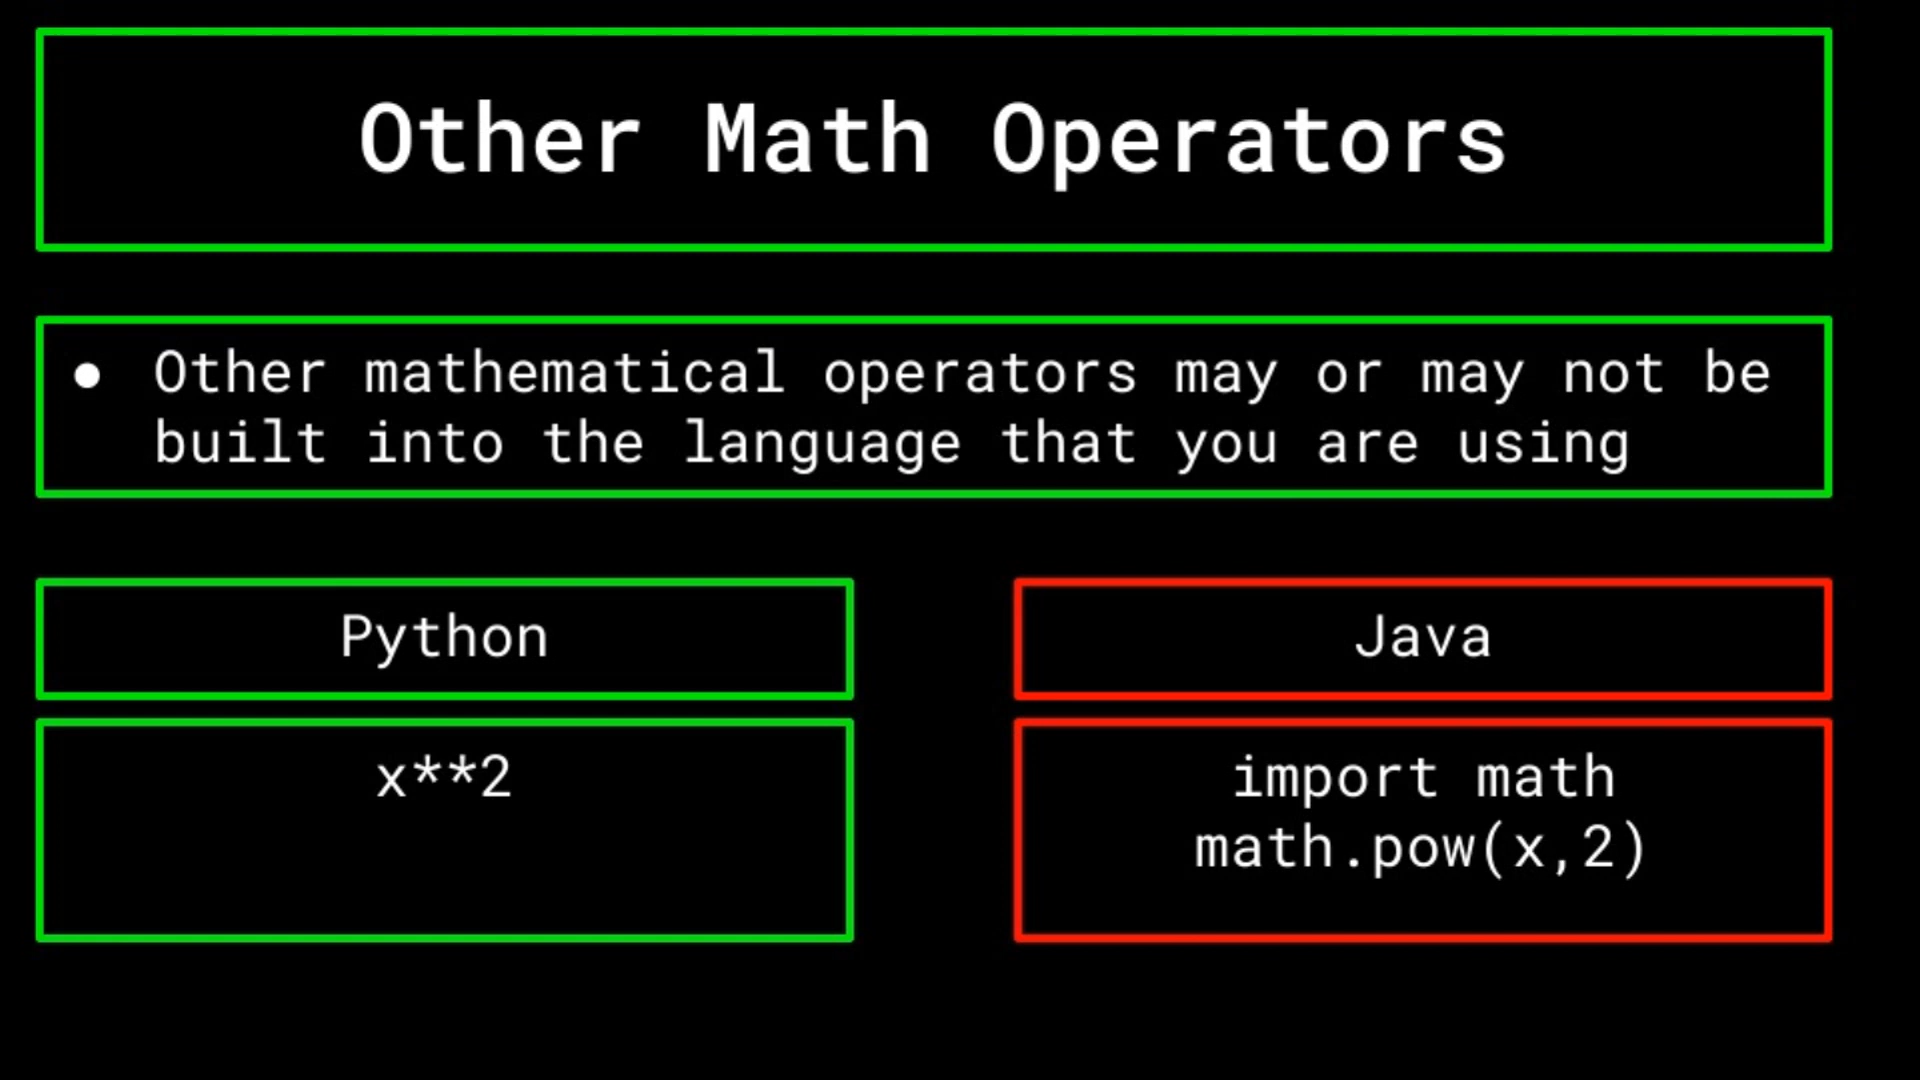 Other Math Operators
● Other mathematical operators may or may not be
built into the language that you are using
Python
x**2
Java
import math
math.pow(x,2)